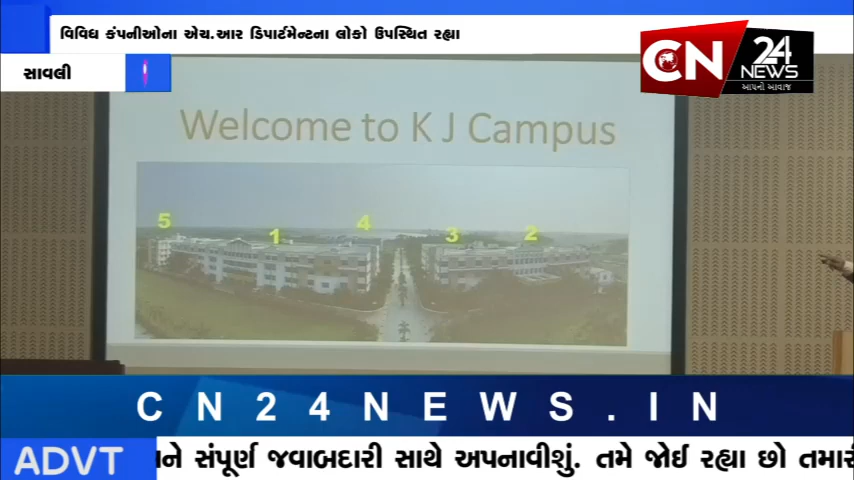 વિવિધ કંપનીઓના એચ.આર ડિપાર્ટમેન્ટના લોકો ઉપસ્થિત રહ્યા
CN 24 NEWS
આપનો અવાજ
સાવલી
Welcome to K J Campus
5 1 4 3 2
CN24NEWS.IN
ADVT
સંપૂર્ણ જવાબદારી સાથે અપનાવીશું. તમે જોઈ રહ્યા છો